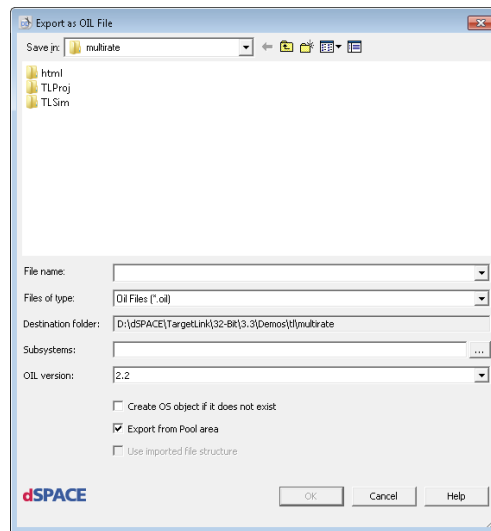 Export as OIL File
Save in: multirate
html
TLProj
TLSim
File name:
Files of type: Oil Files (*.oil)
Destination folder: D:\dSPACE\TargetLink\32-Bit\3.3\Demos\tl\multirate
Subsystems: ...
OIL version: 2.2
Create OS object if it does not exist
Export from Pool area
Use imported file structure
dSPACE OK Cancel Help